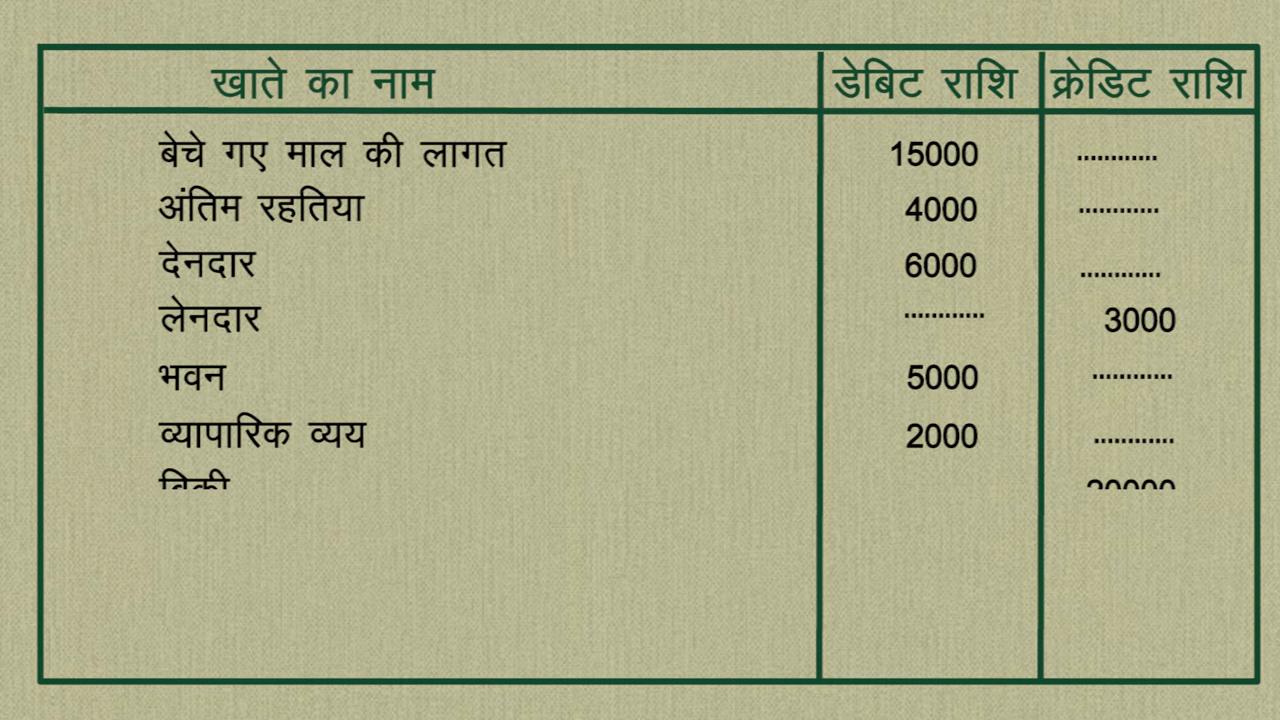 खाते का नाम डेबिट राशि क्रेडिट राशि
बेचे गए माल की लागत 15000 ............
अंतिम रहतिया 4000 ............
देनदार 6000 ............
लेनदार ............ 3000
भवन 5000 ............
व्यापारिक व्यय 2000 ............